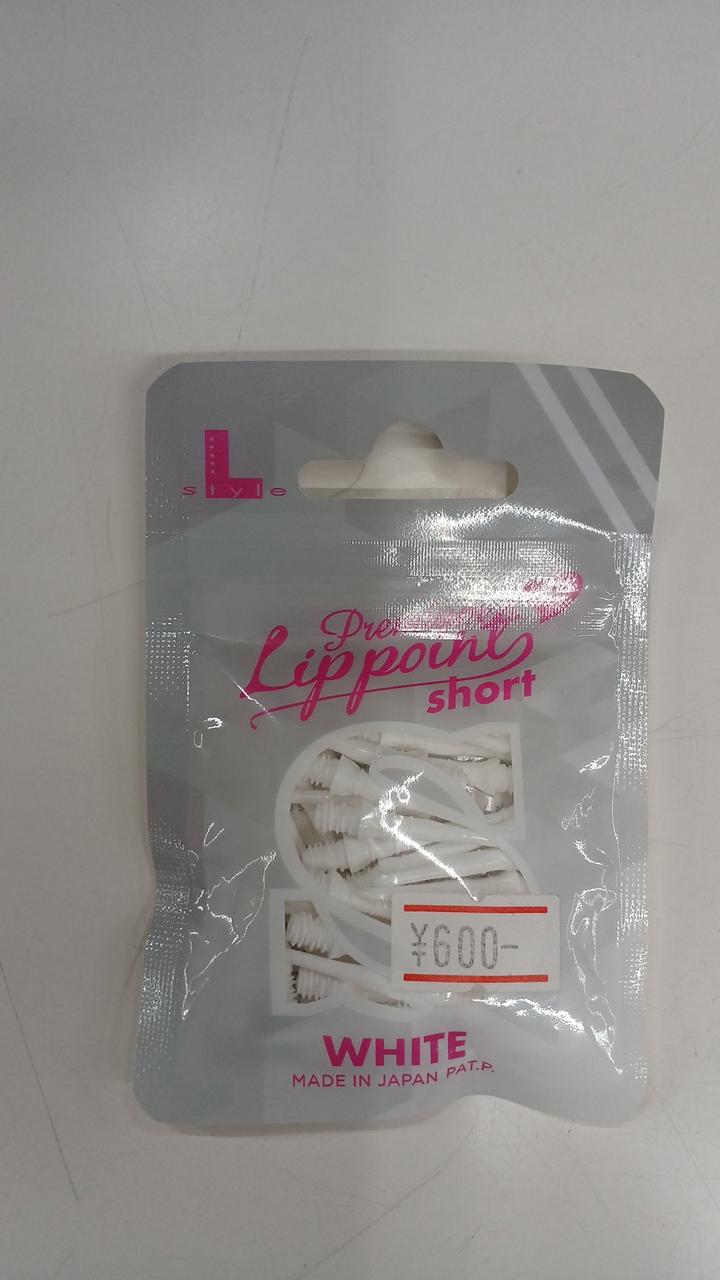 L
style
Lippoint
short
¥600-
WHITE
MADE IN JAPAN PAT.P.